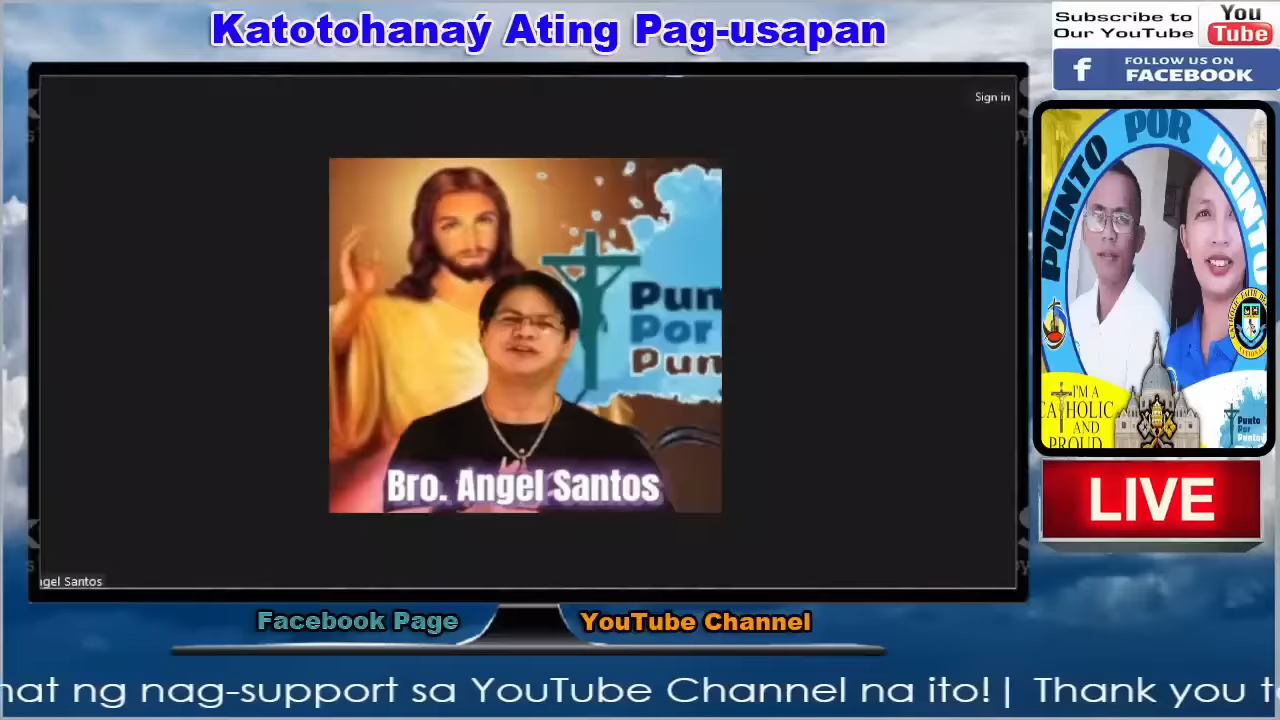 Katotohanaý Ating Pag-usapan
Subscribe to
Our YouTube
You
Tube
f
FOLLOW US ON
FACEBOOK
Sign in
PUNTO POR PUNTO
Pun
Por
Pun
Bro. Angel Santos
I'M A
CATHOLIC
AND
PROUD
Punto
Por
Punto
LIVE
ngel Santos
Facebook Page
YouTube Channel
mat ng nag-support sa YouTube Channel na ito! | Thank you t